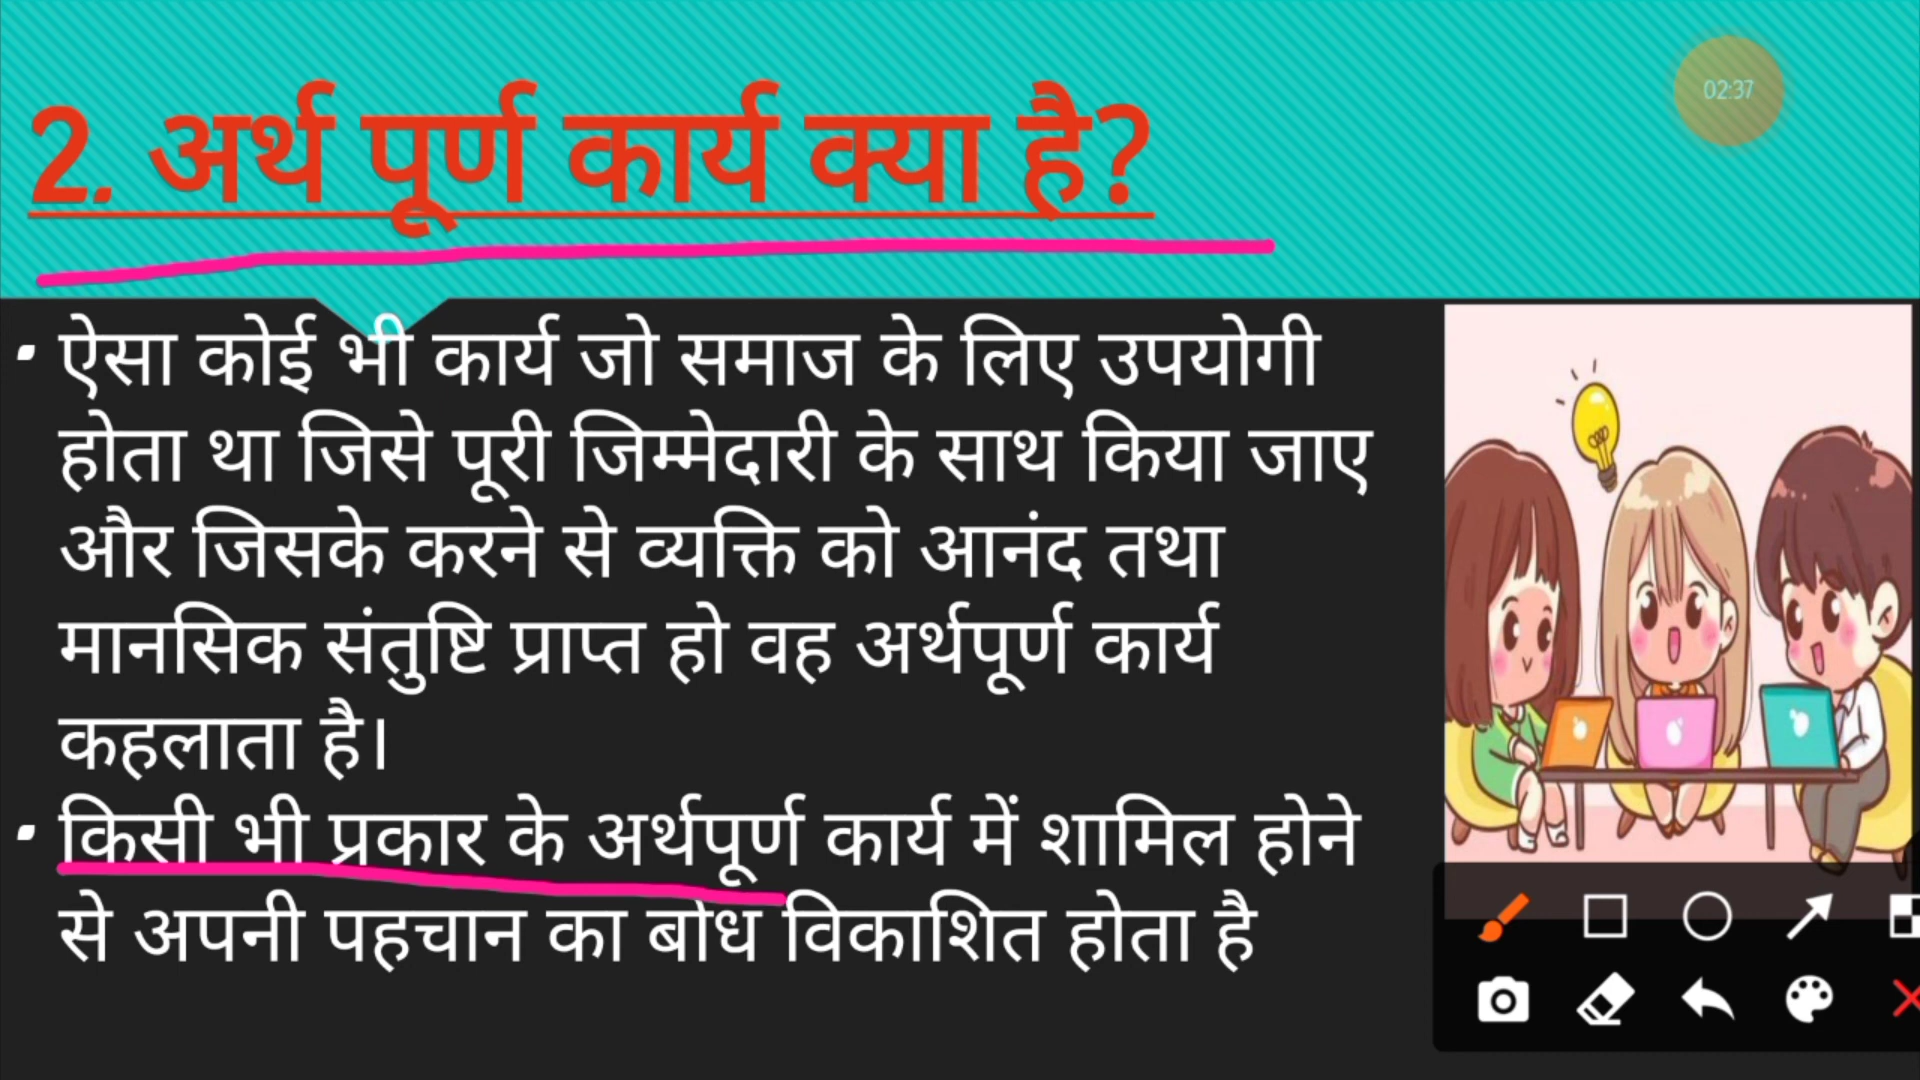 02:37
2. अर्थ पूर्ण कार्य क्या है?
• ऐसा कोई भी कार्य जो समाज के लिए उपयोगी
होता था जिसे पूरी जिम्मेदारी के साथ किया जाए
और जिसके करने से व्यक्ति को आनंद तथा
मानसिक संतुष्टि प्राप्त हो वह अर्थपूर्ण कार्य
कहलाता है।
• किसी भी प्रकार के अर्थपूर्ण कार्य में शामिल होने
से अपनी पहचान का बोध विकाशित होता है